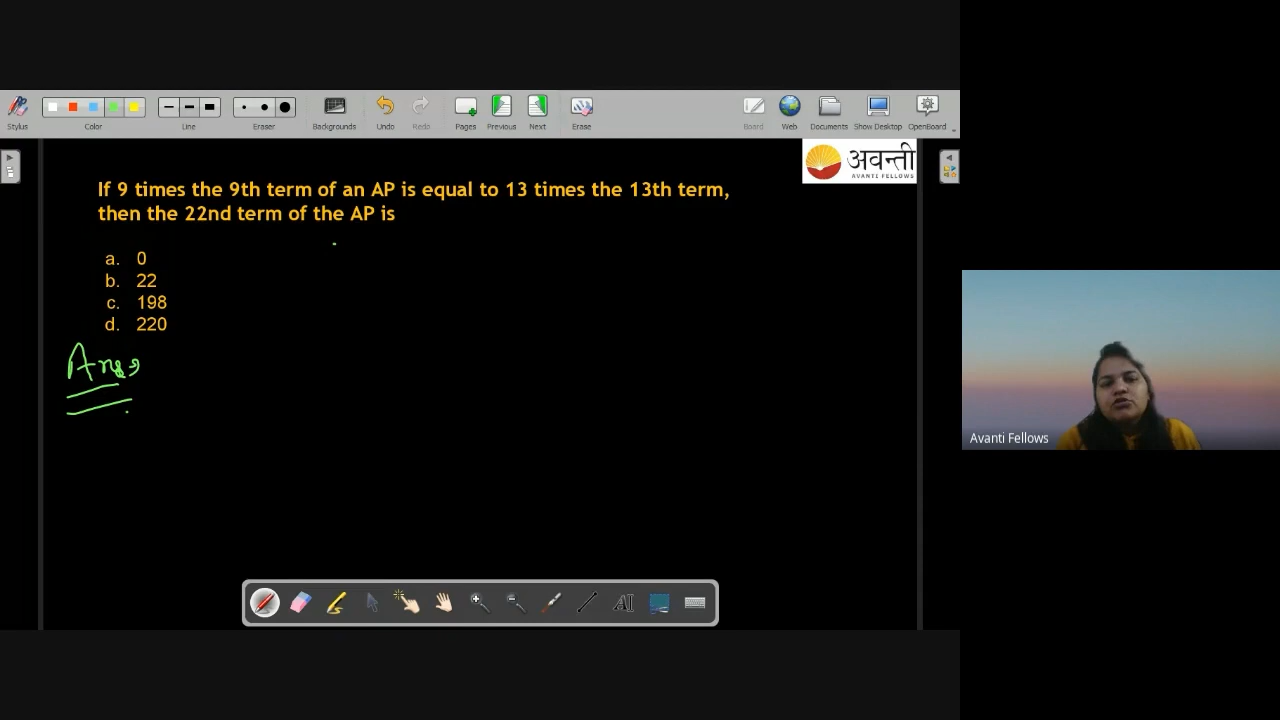 Stylus
Color
Line
Eraser
Backgrounds
Undo
Redo
Pages
Previous
Next
Erase
Board
Web
Documents
Show Desktop
OpenBoard
अवन्ती
AVANTI FELLOWS
If 9 times the 9th term of an AP is equal to 13 times the 13th term,
then the 22nd term of the AP is
a. 0
b. 22
c. 198
d. 220
Ans,
AI
Avanti Fellows